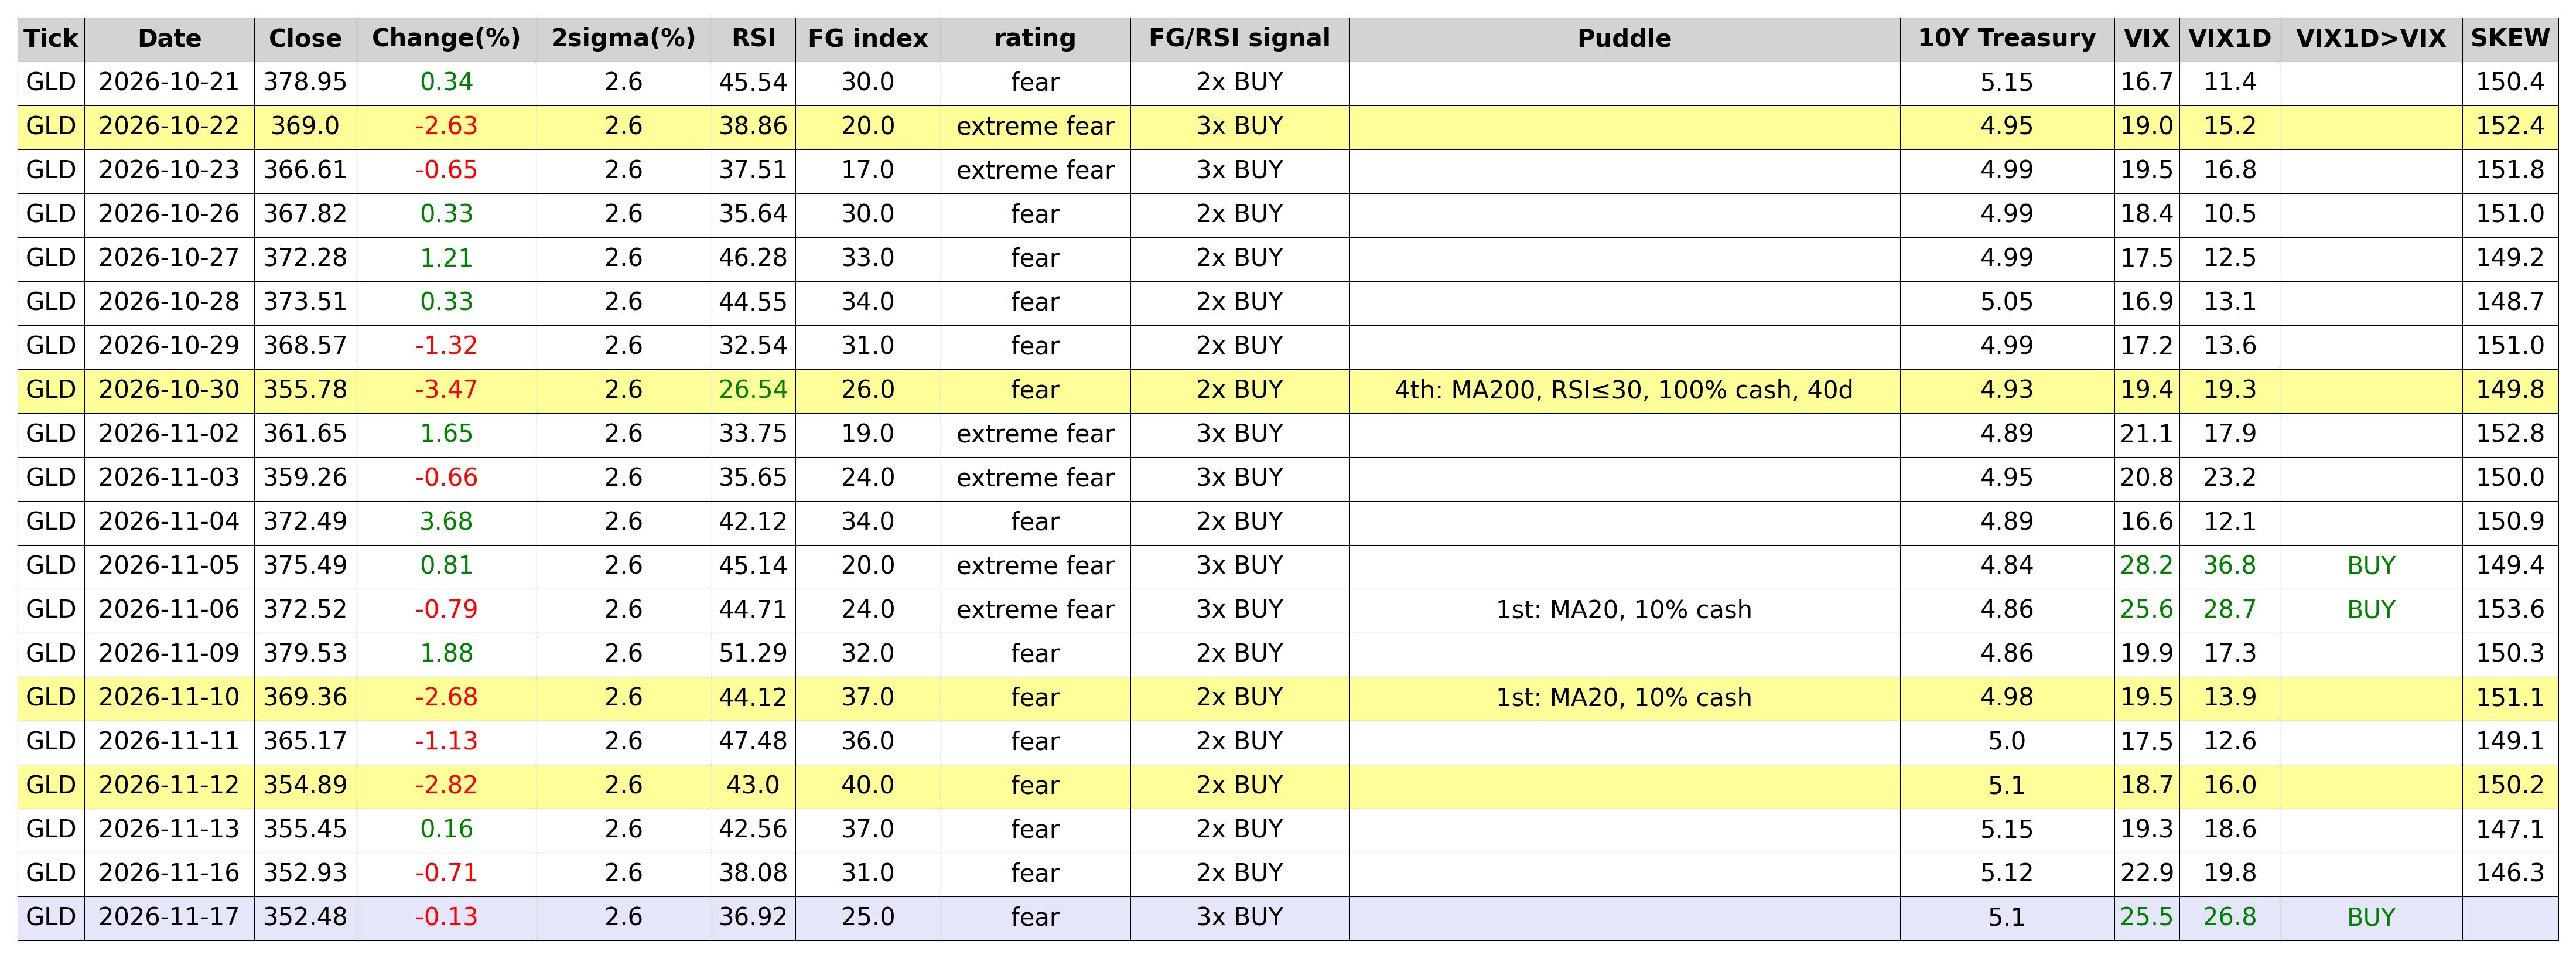 Tick Date Close Change(%) 2sigma(%) RSI FG index rating FG/RSI signal Puddle 10Y Treasury VIX VIX1D VIX1D>VIX SKEW
GLD 2026-10-21 378.95 0.34 2.6 45.54 30.0 fear 2x BUY 5.15 16.7 11.4 150.4
GLD 2026-10-22 369.0 -2.63 2.6 38.86 20.0 extreme fear 3x BUY 4.95 19.0 15.2 152.4
GLD 2026-10-23 366.61 -0.65 2.6 37.51 17.0 extreme fear 3x BUY 4.99 19.5 16.8 151.8
GLD 2026-10-26 367.82 0.33 2.6 35.64 30.0 fear 2x BUY 4.99 18.4 10.5 151.0
GLD 2026-10-27 372.28 1.21 2.6 46.28 33.0 fear 2x BUY 4.99 17.5 12.5 149.2
GLD 2026-10-28 373.51 0.33 2.6 44.55 34.0 fear 2x BUY 5.05 16.9 13.1 148.7
GLD 2026-10-29 368.57 -1.32 2.6 32.54 31.0 fear 2x BUY 4.99 17.2 13.6 151.0
GLD 2026-10-30 355.78 -3.47 2.6 26.54 26.0 fear 2x BUY 4th: MA200, RSI≤30, 100% cash, 40d 4.93 19.4 19.3 149.8
GLD 2026-11-02 361.65 1.65 2.6 33.75 19.0 extreme fear 3x BUY 4.89 21.1 17.9 152.8
GLD 2026-11-03 359.26 -0.66 2.6 35.65 24.0 extreme fear 3x BUY 4.95 20.8 23.2 150.0
GLD 2026-11-04 372.49 3.68 2.6 42.12 34.0 fear 2x BUY 4.89 16.6 12.1 150.9
GLD 2026-11-05 375.49 0.81 2.6 45.14 20.0 extreme fear 3x BUY 4.84 28.2 36.8 BUY 149.4
GLD 2026-11-06 372.52 -0.79 2.6 44.71 24.0 extreme fear 3x BUY 1st: MA20, 10% cash 4.86 25.6 28.7 BUY 153.6
GLD 2026-11-09 379.53 1.88 2.6 51.29 32.0 fear 2x BUY 4.86 19.9 17.3 150.3
GLD 2026-11-10 369.36 -2.68 2.6 44.12 37.0 fear 2x BUY 1st: MA20, 10% cash 4.98 19.5 13.9 151.1
GLD 2026-11-11 365.17 -1.13 2.6 47.48 36.0 fear 2x BUY 5.0 17.5 12.6 149.1
GLD 2026-11-12 354.89 -2.82 2.6 43.0 40.0 fear 2x BUY 5.1 18.7 16.0 150.2
GLD 2026-11-13 355.45 0.16 2.6 42.56 37.0 fear 2x BUY 5.15 19.3 18.6 147.1
GLD 2026-11-16 352.93 -0.71 2.6 38.08 31.0 fear 2x BUY 5.12 22.9 19.8 146.3
GLD 2026-11-17 352.48 -0.13 2.6 36.92 25.0 fear 3x BUY 5.1 25.5 26.8 BUY